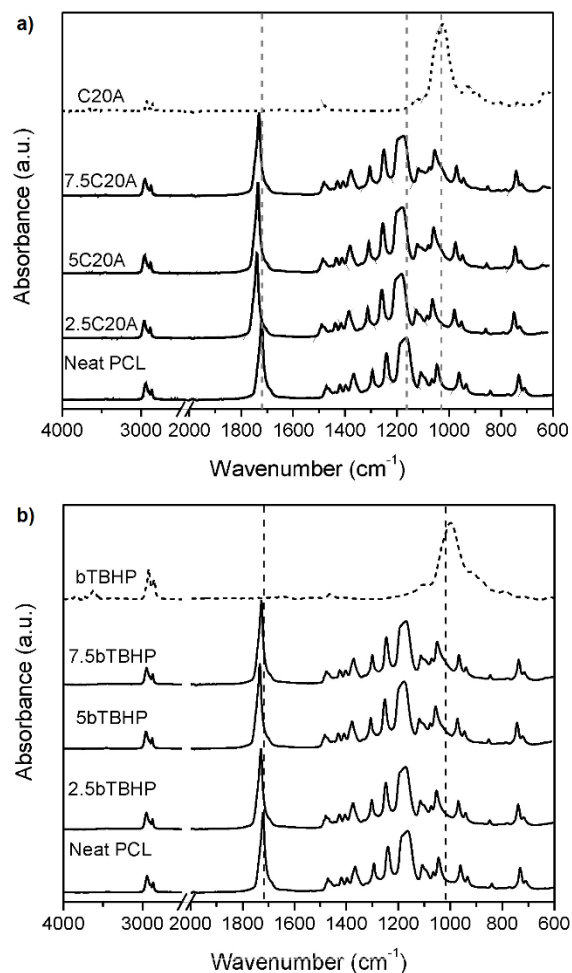 a)
C20A
7.5C20A
5C20A
2.5C20A
Neat PCL
Absorbance (a.u.)
4000 3000 2000 1800 1600 1400 1200 1000 800 600
Wavenumber (cm⁻¹)
b)
bTBHP
7.5bTBHP
5bTBHP
2.5bTBHP
Neat PCL
Absorbance (a.u.)
4000 3000 2000 1800 1600 1400 1200 1000 800 600
Wavenumber (cm⁻¹)